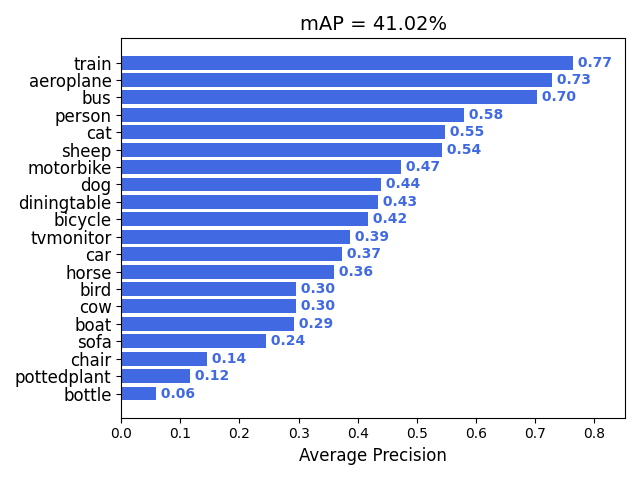 mAP = 41.02%
train 0.77
aeroplane 0.73
bus 0.70
person 0.58
cat 0.55
sheep 0.54
motorbike 0.47
dog 0.44
diningtable 0.43
bicycle 0.42
tvmonitor 0.39
car 0.37
horse 0.36
bird 0.30
cow 0.30
boat 0.29
sofa 0.24
chair 0.14
pottedplant 0.12
bottle 0.06
0.0 0.1 0.2 0.3 0.4 0.5 0.6 0.7 0.8
Average Precision